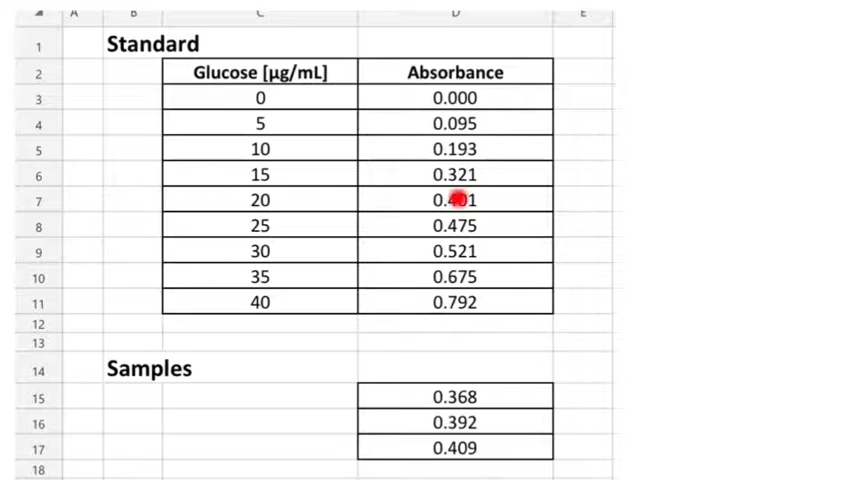 A B C D E
1 Standard
2 Glucose [µg/mL] Absorbance
3 0 0.000
4 5 0.095
5 10 0.193
6 15 0.321
7 20 0.401
8 25 0.475
9 30 0.521
10 35 0.675
11 40 0.792
12
13
14 Samples
15 0.368
16 0.392
17 0.409
18